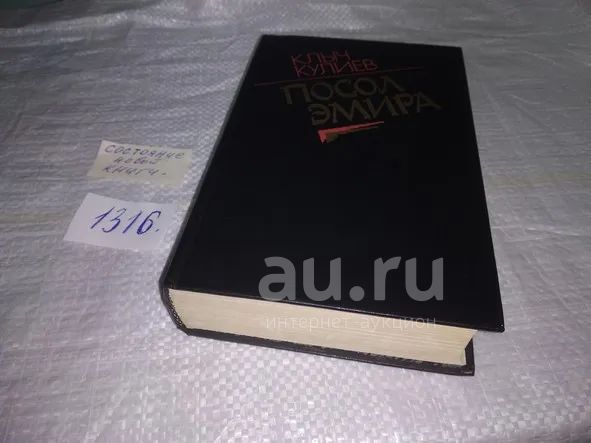 КЛЫЧ
КУЛИЕВ
ПОСОЛ
ЭМИРА
СОСТОЯНИЕ
новой
книги.
1316.
au.ru
интернет-аукцион